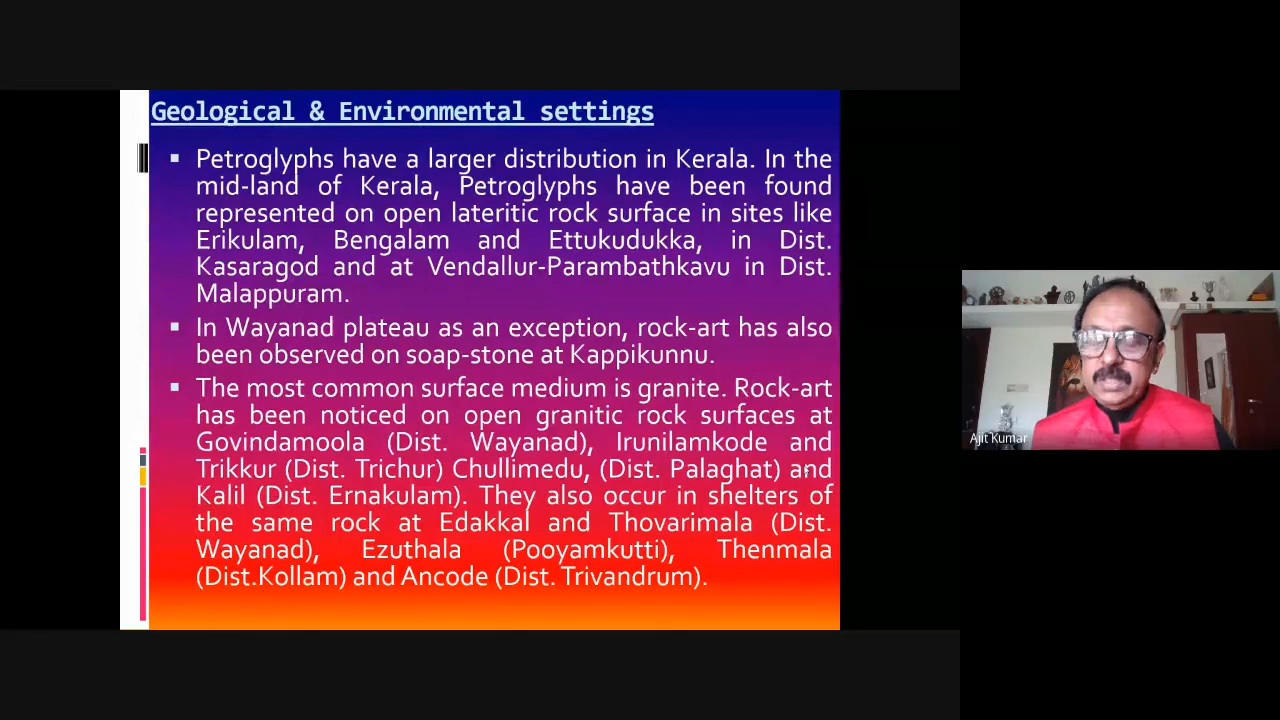 Geological & Environmental settings
Petroglyphs have a larger distribution in Kerala. In the
mid-land of Kerala, Petroglyphs have been found
represented on open lateritic rock surface in sites like
Erikulam, Bengalam and Ettukudukka, in Dist.
Kasaragod and at Vendallur-Parambathkavu in Dist.
Malappuram.
In Wayanad plateau as an exception, rock-art has also
been observed on soap-stone at Kappikunnu.
The most common surface medium is granite. Rock-art
has been noticed on open granitic rock surfaces at
Govindamoola (Dist. Wayanad), Irunilamkode and
Trikkur (Dist. Trichur) Chullimedu, (Dist. Palaghat) and
Kalil (Dist. Ernakulam). They also occur in shelters of
the same rock at Edakkal and Thovarimala (Dist.
Wayanad), Ezuthala (Pooyamkutti), Thenmala
(Dist.Kollam) and Ancode (Dist. Trivandrum).
Ajit Kumar